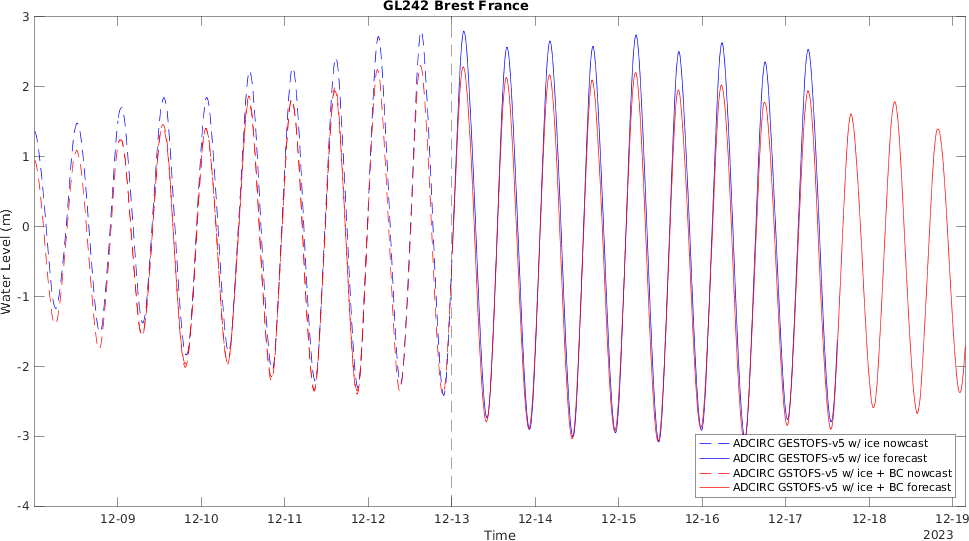 GL242 Brest France
3
2
1
0
-1
-2
-3
-4
Water Level (m)
ADCIRC GESTOFS-v5 w/ ice nowcast
ADCIRC GESTOFS-v5 w/ ice forecast
ADCIRC GSTOFS-v5 w/ ice + BC nowcast
ADCIRC GSTOFS-v5 w/ ice + BC forecast
12-09 12-10 12-11 12-12 12-13 12-14 12-15 12-16 12-17 12-18 12-19
Time
2023